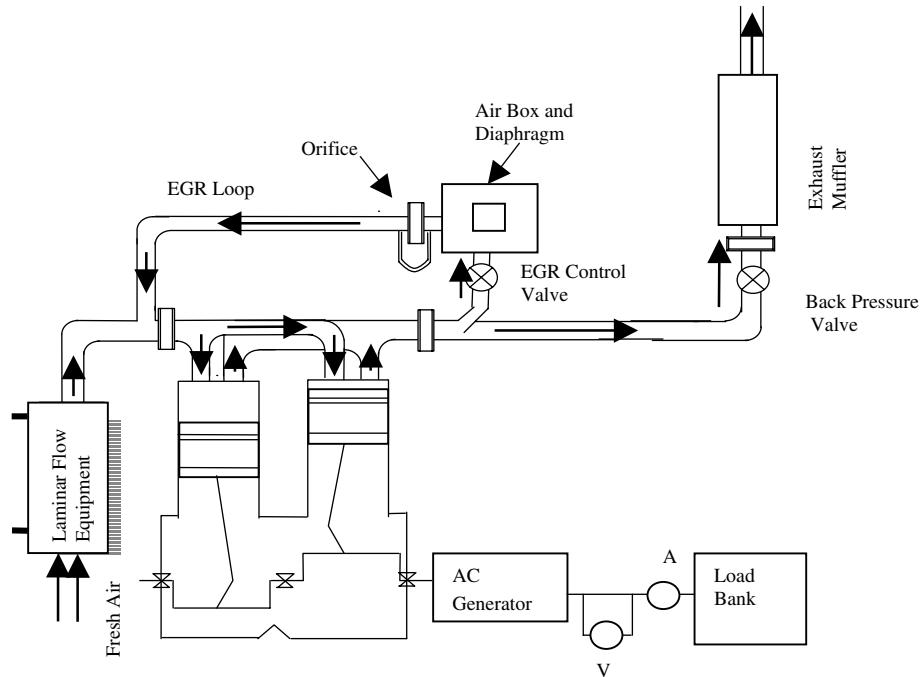 Air Box and
Diaphragm
Orifice
EGR Loop
Exhaust
Muffler
EGR Control
Valve
Back Pressure
Valve
Laminar Flow
Equipment
Fresh Air
AC
Generator
A
V
Load
Bank